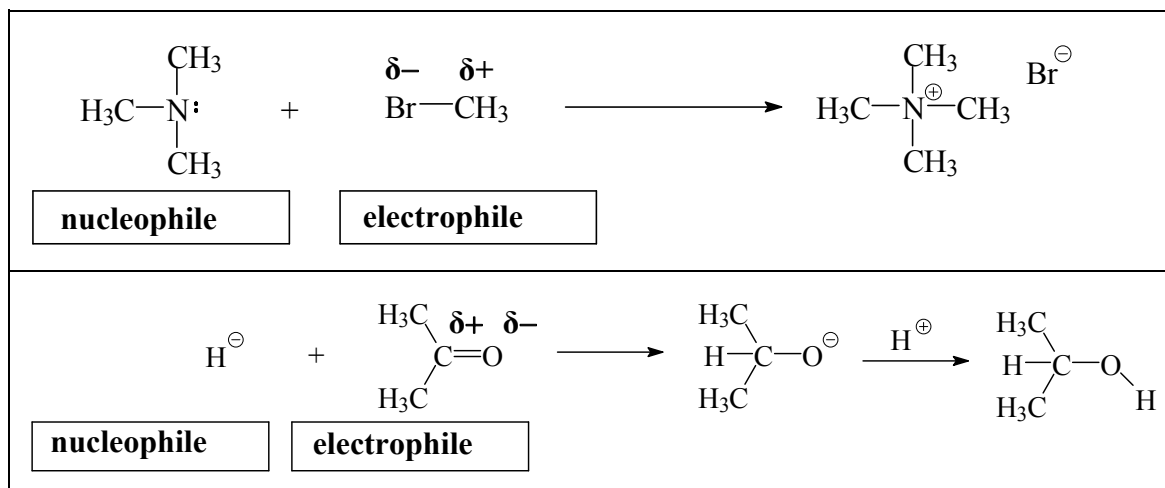 CH₃ δ− δ+ CH₃ Br⊖
H₃C N: + Br CH₃ H₃C N⊕ CH₃
CH₃ CH₃
nucleophile electrophile
H₃C δ+ δ− H₃C H₃C
H⊖ + C=O H C O⊖ H⊕ H C O
H₃C H₃C H₃C H
nucleophile electrophile